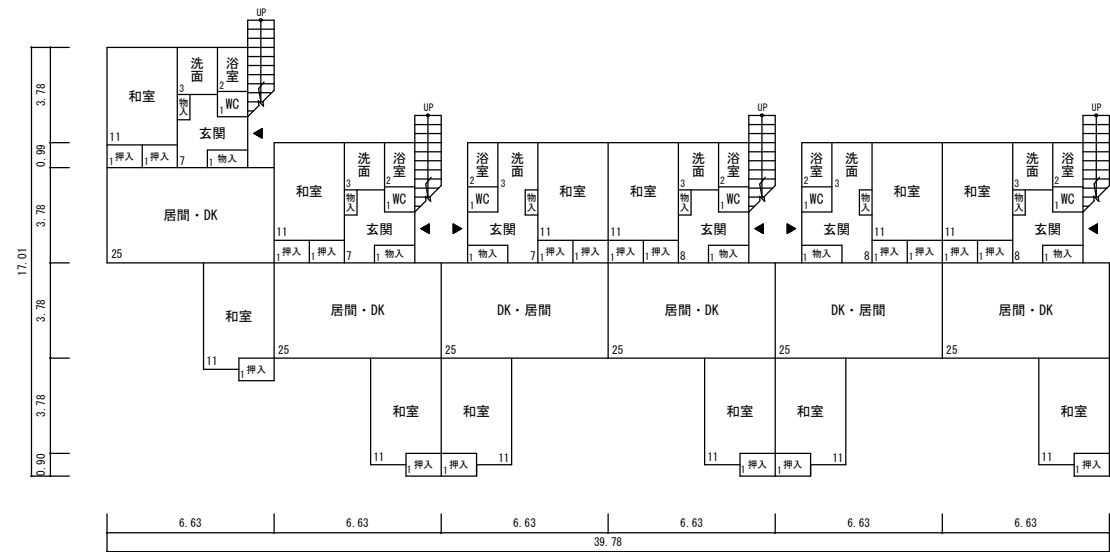 UP
和室
11
洗面
3
浴室
2
物入
WC
1
玄関
7
押入
1
押入
1
物入
1
居間・DK
25
和室
11
押入
1
UP
和室
11
洗面
3
浴室
2
物入
WC
1
玄関
7
押入
1
押入
1
物入
1
居間・DK
25
和室
11
押入
1
浴室
2
洗面
3
WC
1
物入
和室
11
玄関
7
物入
1
押入
1
押入
1
DK・居間
25
和室
11
押入
1
UP
和室
11
洗面
3
浴室
2
物入
WC
1
玄関
8
押入
1
押入
1
物入
1
居間・DK
25
和室
11
押入
1
浴室
2
洗面
3
WC
1
物入
和室
11
玄関
8
物入
1
押入
1
押入
1
DK・居間
25
和室
11
押入
1
UP
和室
11
洗面
3
浴室
2
物入
WC
1
玄関
8
押入
1
押入
1
物入
1
居間・DK
25
和室
11
押入
1
17.01
3.78
0.99
3.78
3.78
3.78
0.90
6.63
6.63
6.63
6.63
6.63
6.63
39.78